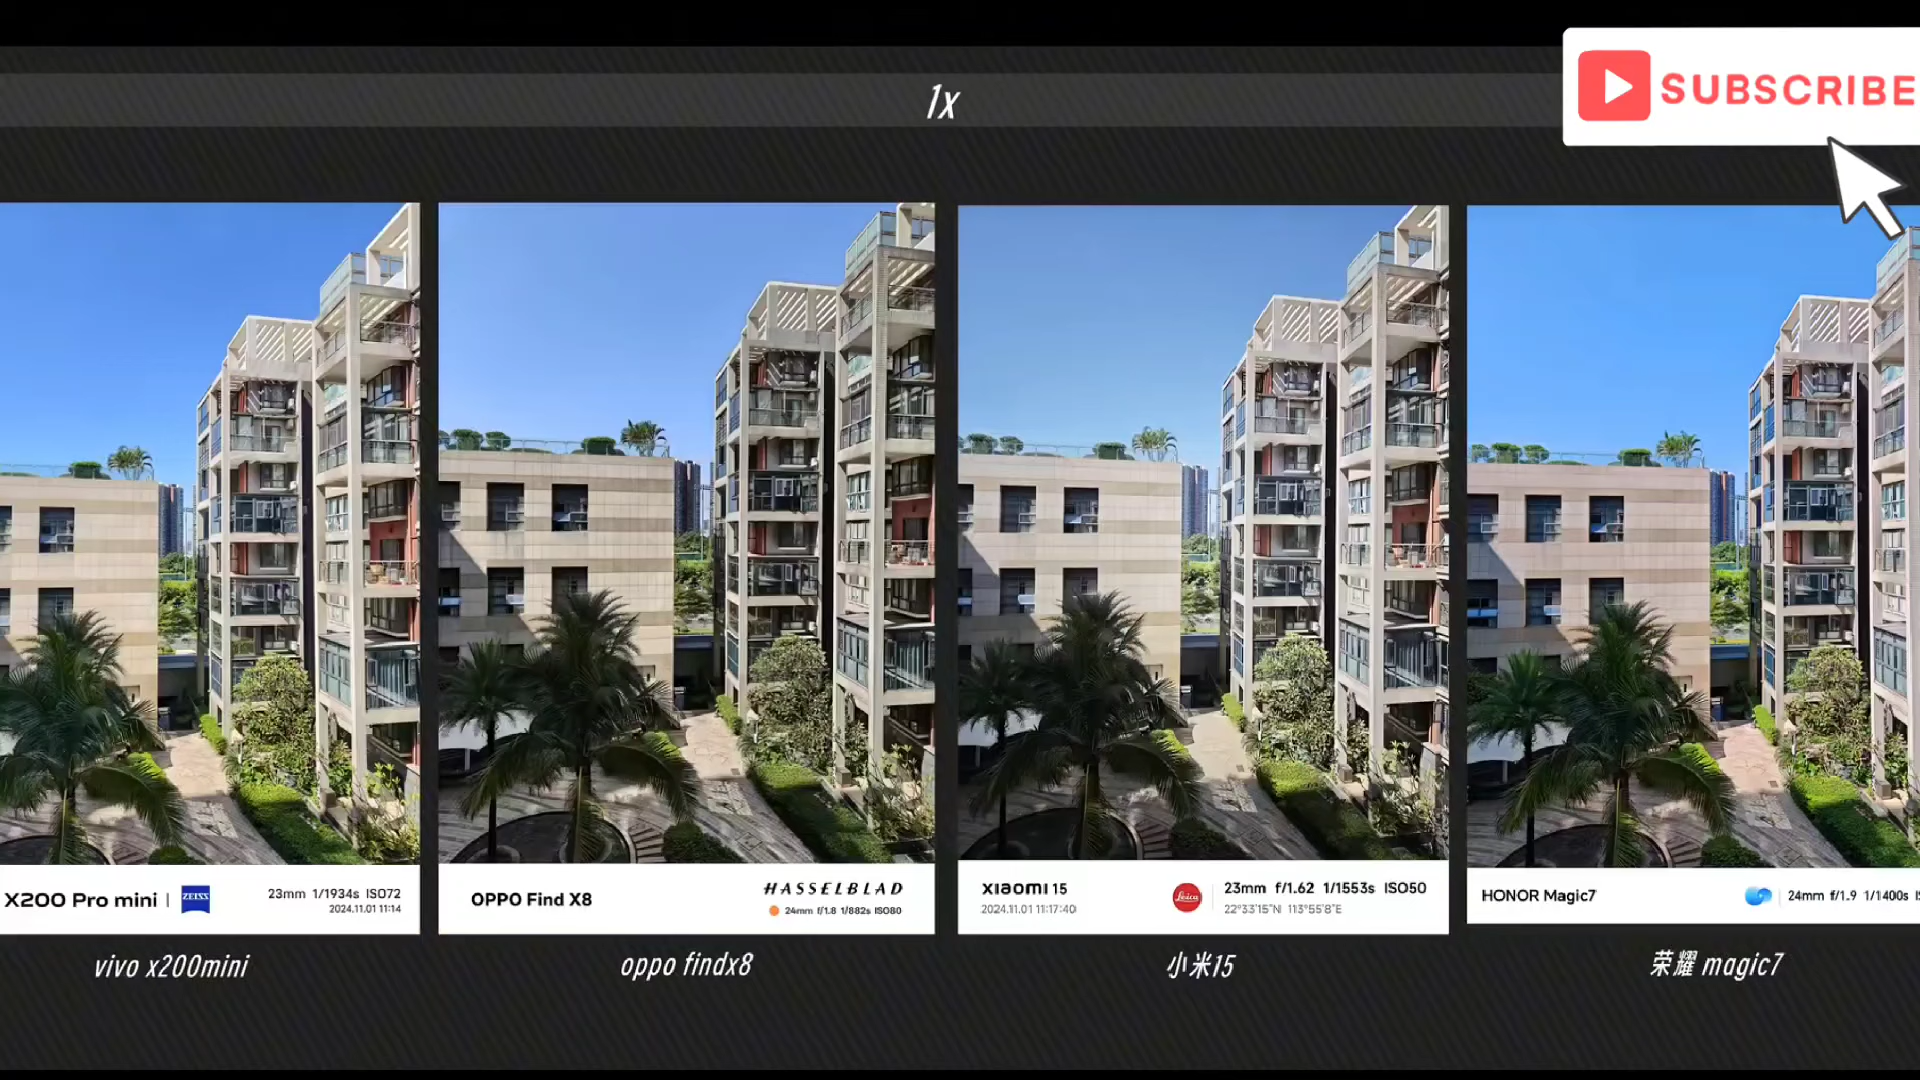 1x
SUBSCRIBE
X200 Pro mini
ZEISS
23mm 1/1934s ISO72
2024.11.01 11:14
OPPO Find X8
HASSELBLAD
24mm f/1.8 1/882s ISO80
xiaomi 15
2024.11.01 11:17:40
Leica
23mm f/1.62 1/1553s ISO50
22°33'15"N 113°55'8"E
HONOR Magic7
24mm f/1.9 1/1400s
vivo x200mini
oppo findx8
小米15
荣耀 magic7